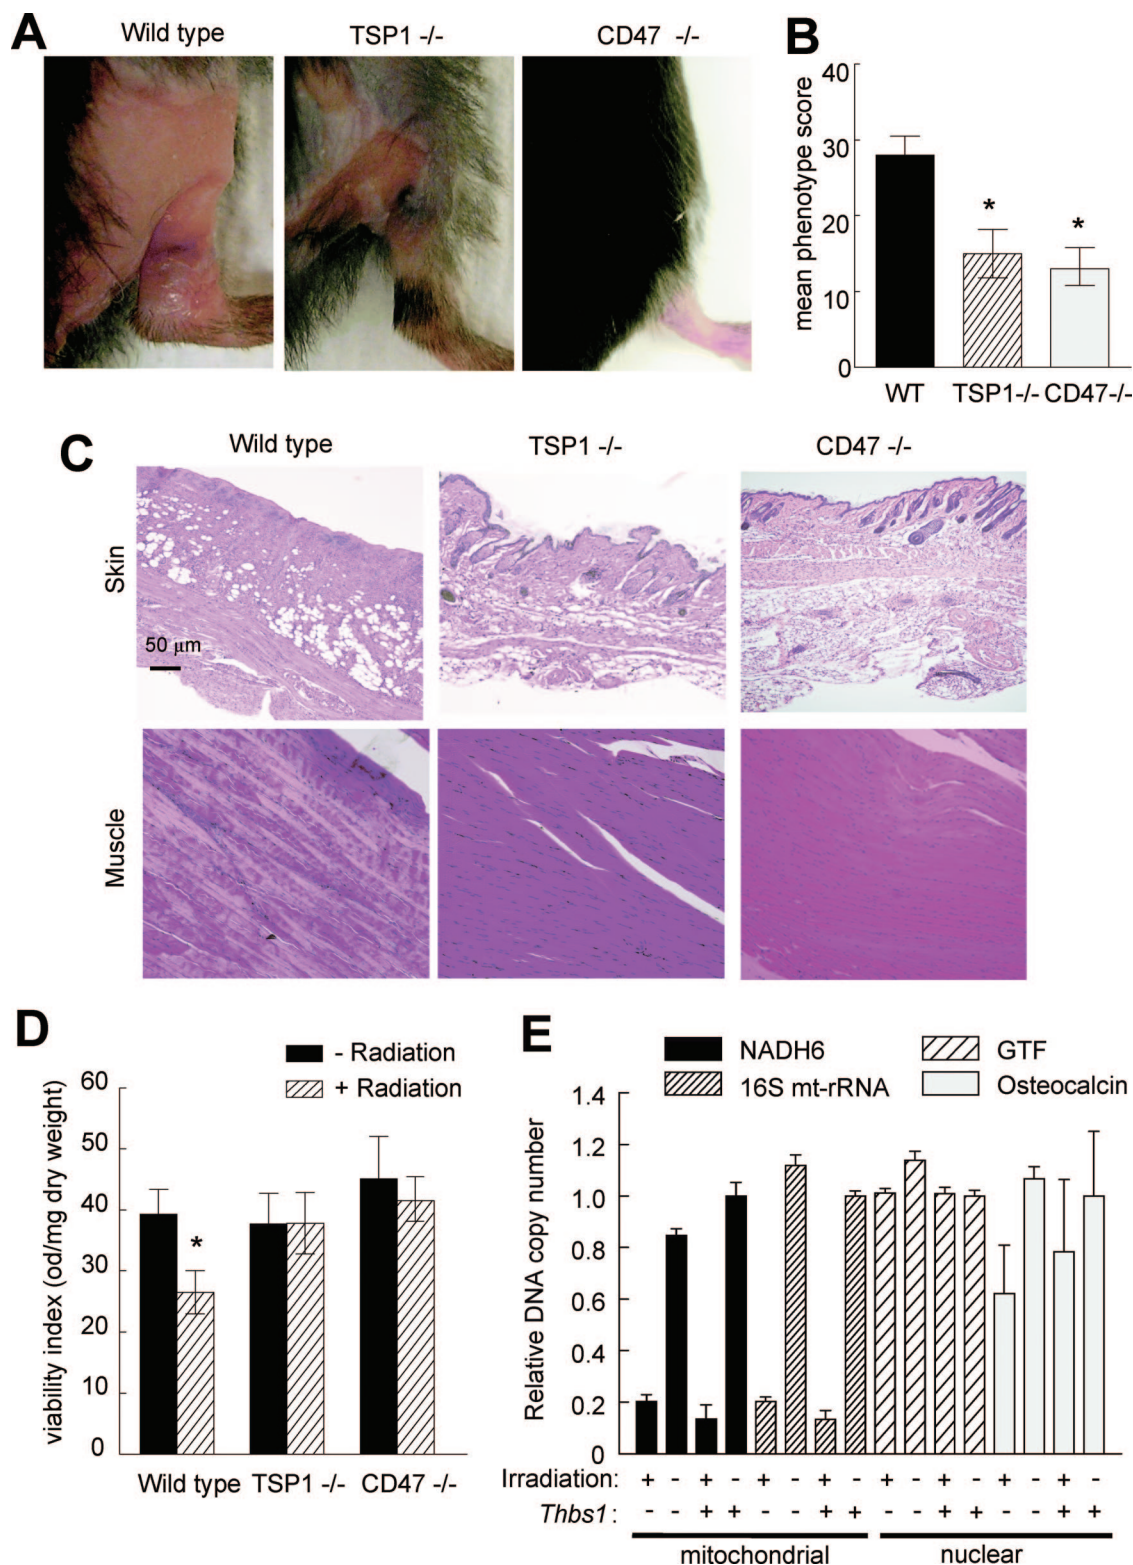 A
Wild type
TSP1 -/-
CD47 -/-
B
mean phenotype score
40
30
20
10
0
*
*
WT
TSP1-/-
CD47-/-
C
Wild type
TSP1 -/-
CD47 -/-
Skin
50 μm
Muscle
D
- Radiation
+ Radiation
viability index (od/mg dry weight)
60
50
40
30
20
10
0
*
Wild type
TSP1 -/-
CD47 -/-
E
NADH6
16S mt-rRNA
GTF
Osteocalcin
Relative DNA copy number
1.4
1.2
1.0
0.8
0.6
0.4
0.2
0
Irradiation: + - + - + - + - + - + - + - + -
Thbs1: - - + + - - + + - - + + - - + +
mitochondrial
nuclear